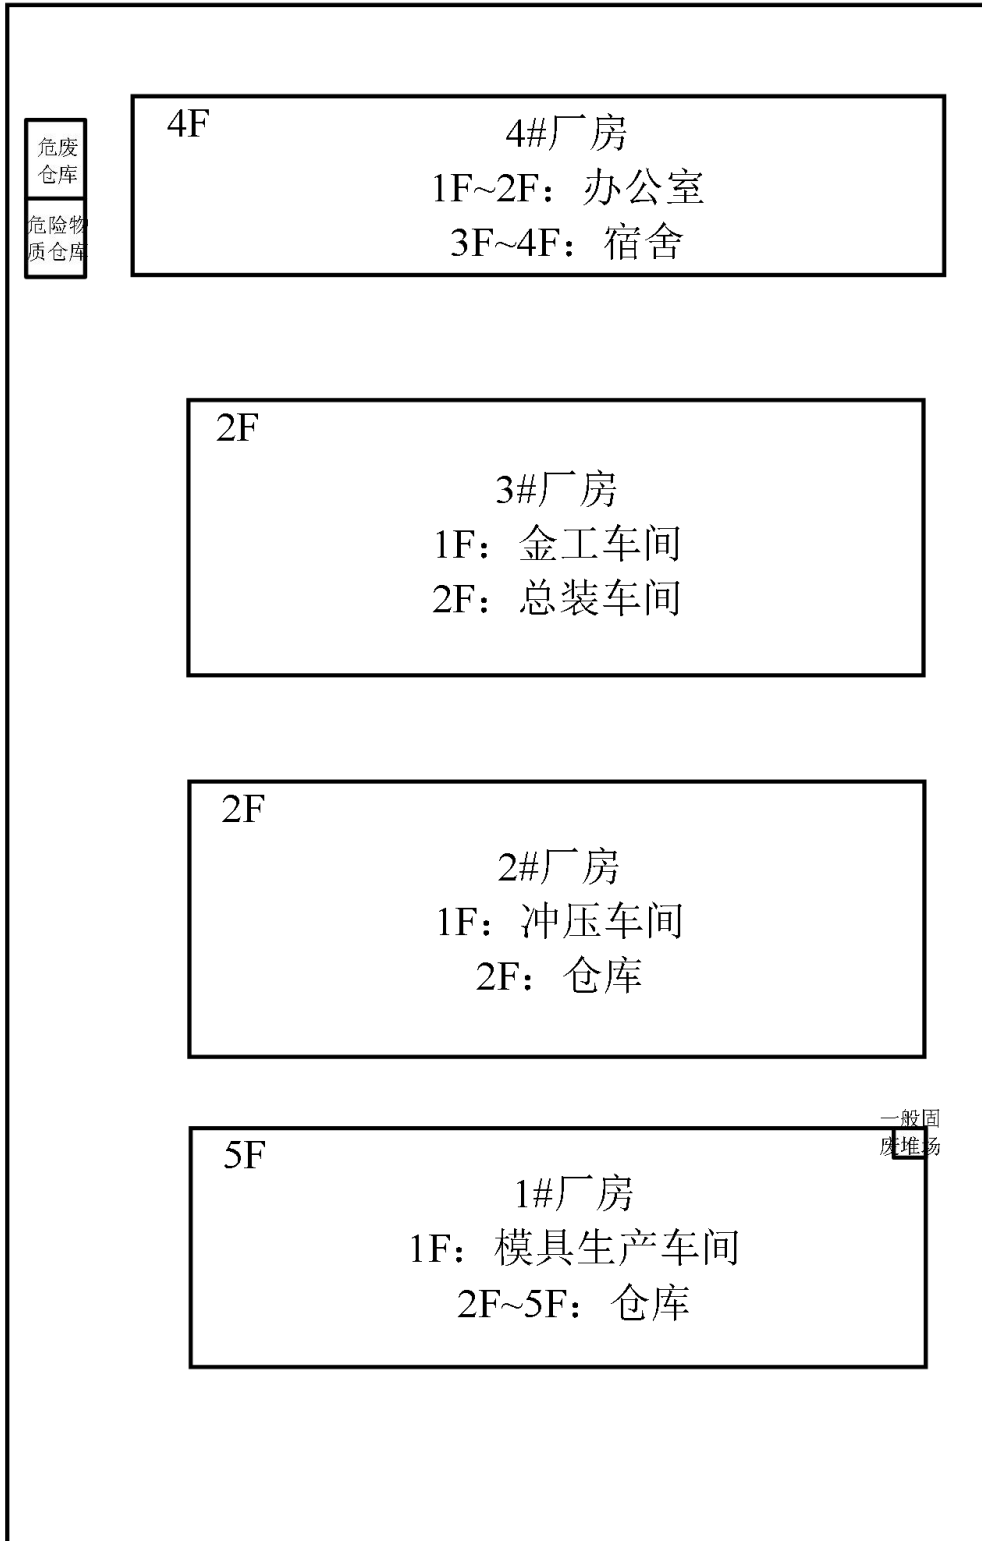 4F
4#厂房
1F~2F：办公室
3F~4F：宿舍
危废
仓库
危险物
质仓库
2F
3#厂房
1F：金工车间
2F：总装车间
2F
2#厂房
1F：冲压车间
2F：仓库
一般固
废堆场
5F
1#厂房
1F：模具生产车间
2F~5F：仓库